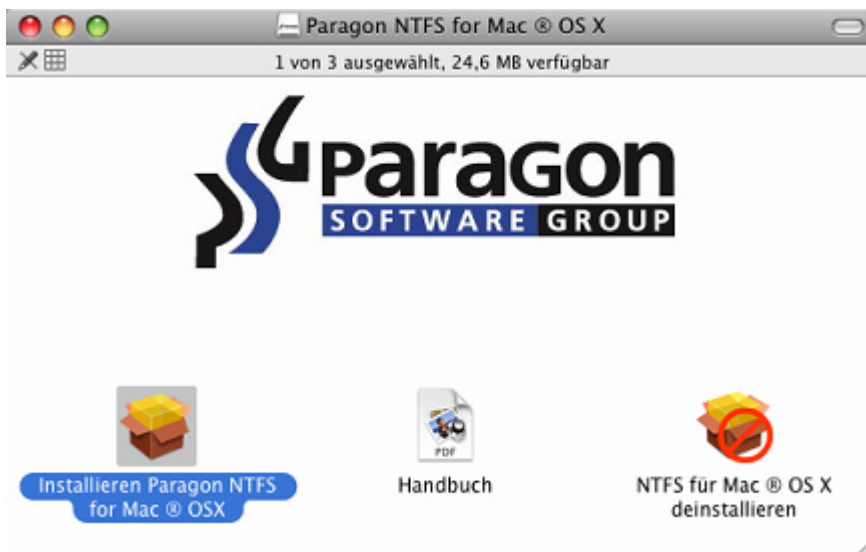 Paragon NTFS for Mac ® OS X
1 von 3 ausgewählt, 24,6 MB verfügbar
Paragon
SOFTWARE GROUP
PDF
Installieren Paragon NTFS
for Mac ® OSX
Handbuch
NTFS für Mac ® OS X
deinstallieren